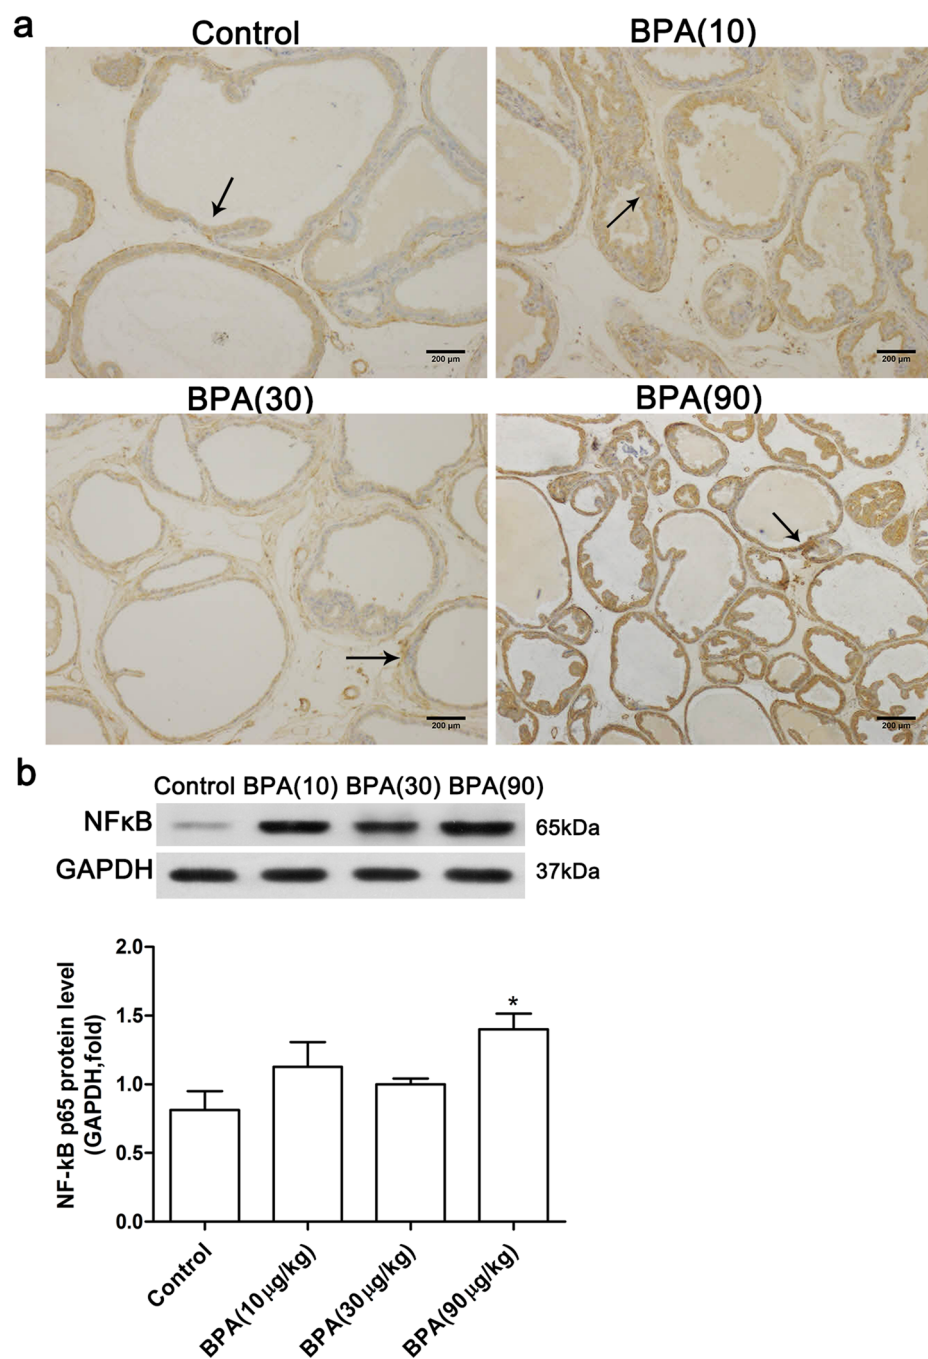 a
Control
BPA(10)
200 μm
200 μm
BPA(30)
BPA(90)
200 μm
200 μm
b
Control BPA(10) BPA(30) BPA(90)
NFκB
65kDa
GAPDH
37kDa
NF-kB p65 protein level
(GAPDH,fold)
2.0
1.5
1.0
0.5
0.0
*
Control
BPA(10μg/kg)
BPA(30μg/kg)
BPA(90μg/kg)